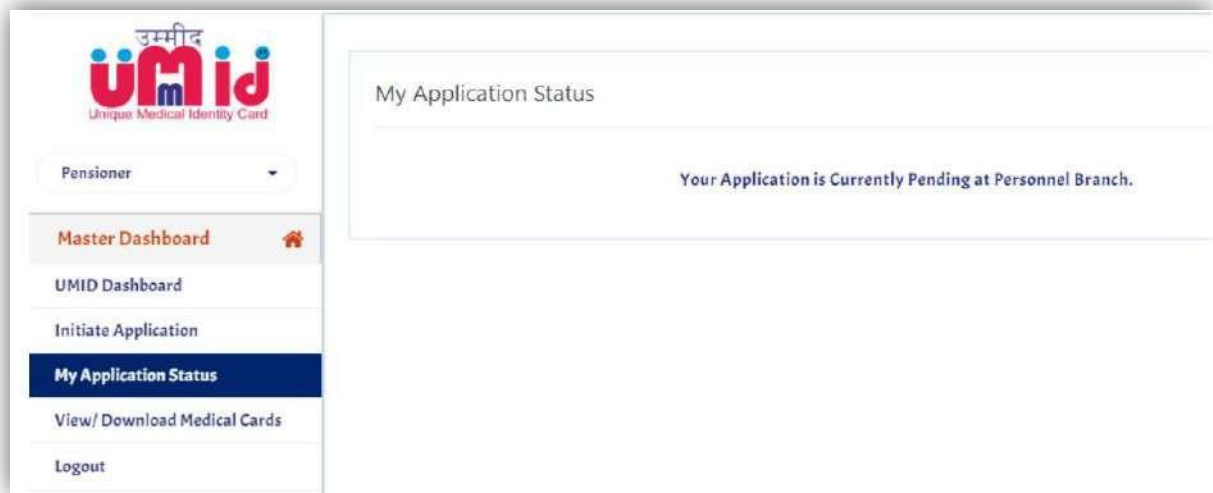 उम्मीद
UMmid
Unique Medical Identity Card
Pensioner
Master Dashboard
UMID Dashboard
Initiate Application
My Application Status
View/ Download Medical Cards
Logout
My Application Status
Your Application is Currently Pending at Personnel Branch.